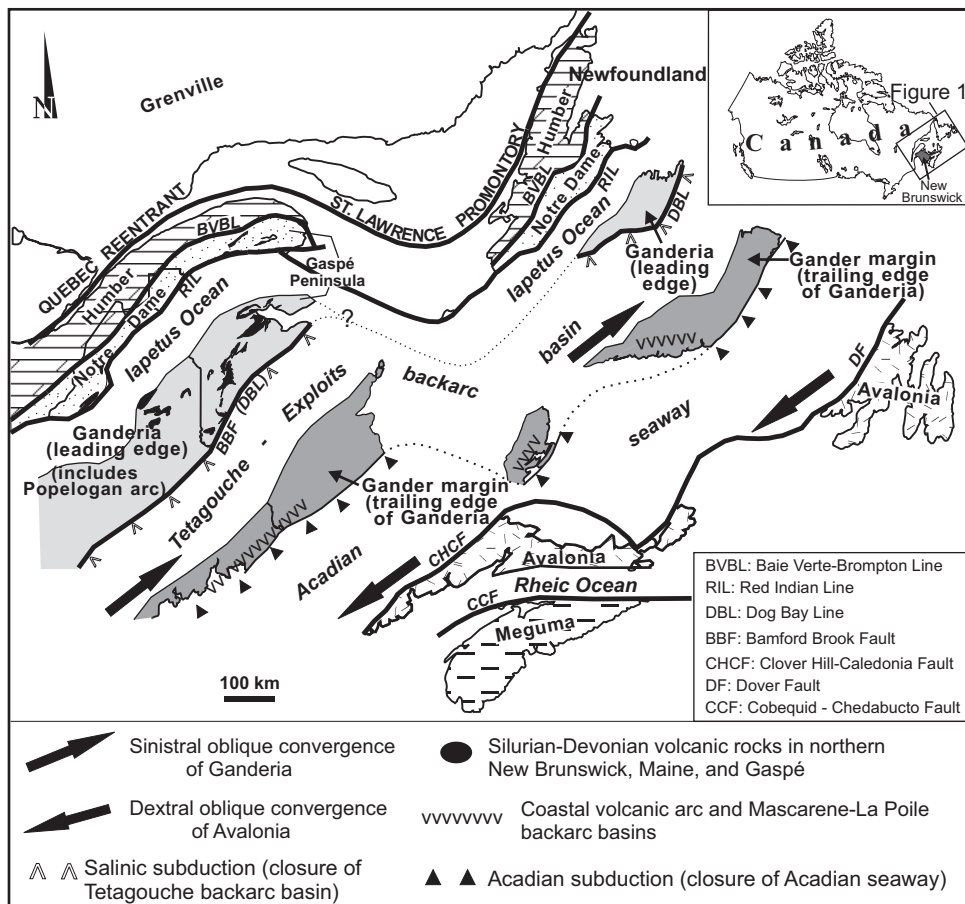 N
Grenville
Newfoundland
Figure 1
Canada
New
Brunswick
QUEBEC REENTRANT
ST. LAWRENCE
PROMONTORY
Humber
BVBL
Notre Dame
RIL
Iapetus Ocean
DBL
Ganderia
(leading
edge)
Gander margin
(trailing edge
of Ganderia)
BVBL
Humber
Notre Dame
RIL
Iapetus Ocean
Gaspé
Peninsula
?
basin
backarc
Exploits
-
Tetagouche
(DBL)
BBF
Ganderia
(leading edge)
(includes
Popelogan arc)
Gander margin
(trailing edge
of Ganderia
seaway
Acadian
DF
Avalonia
CHCF
Avalonia
Rheic Ocean
CCF
Meguma
100 km
BVBL: Baie Verte-Brompton Line
RIL: Red Indian Line
DBL: Dog Bay Line
BBF: Bamford Brook Fault
CHCF: Clover Hill-Caledonia Fault
DF: Dover Fault
CCF: Cobequid - Chedabucto Fault
Sinistral oblique convergence
of Ganderia
Silurian-Devonian volcanic rocks in northern
New Brunswick, Maine, and Gaspé
Dextral oblique convergence
of Avalonia
Coastal volcanic arc and Mascarene-La Poile
backarc basins
Salinic subduction (closure of
Tetagouche backarc basin)
Acadian subduction (closure of Acadian seaway)